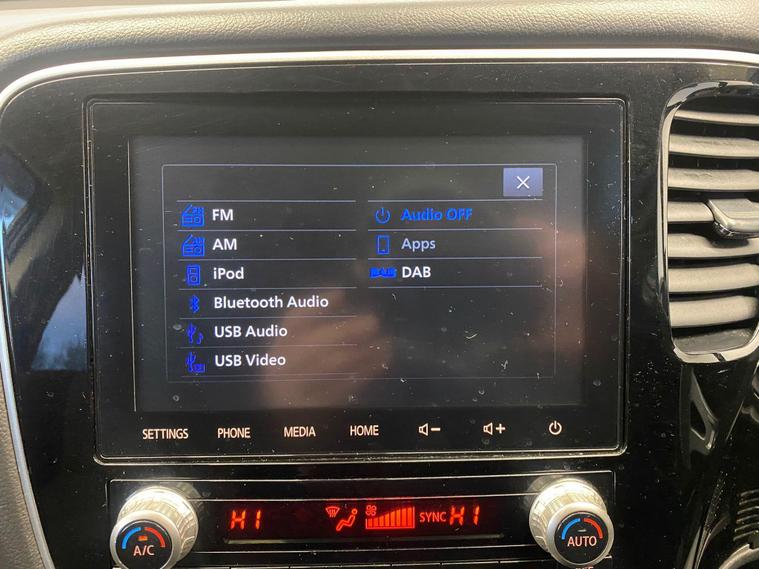 FM
AM
iPod
Bluetooth Audio
USB Audio
USB Video
Audio OFF
Apps
DAB
SETTINGS PHONE MEDIA HOME
HI SYNC HI
A/C AUTO